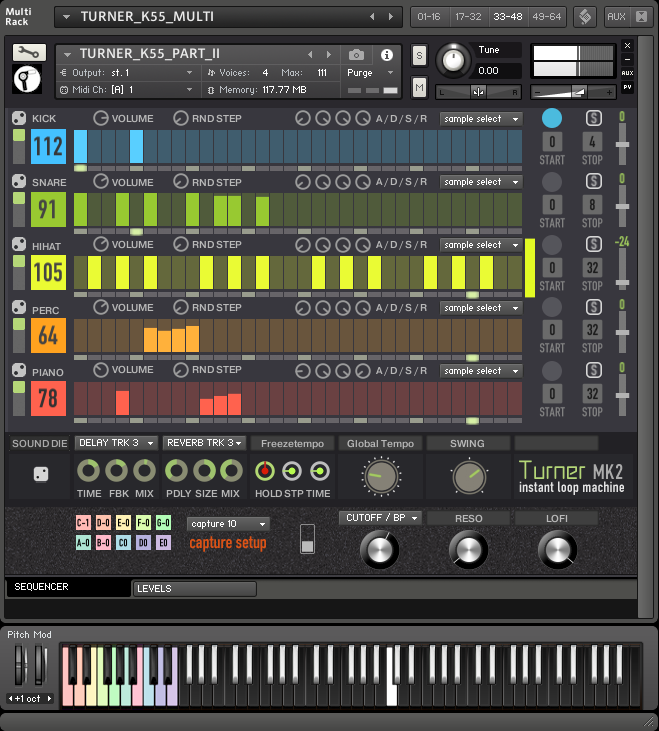 Multi Rack TURNER_K55_MULTI 01-16 17-32 33-48 49-64 AUX
TURNER_K55_PART_II S Tune
Output: st. 1 Voices: 4 Max: 111 Purge 0.00
Midi Ch: [A] 1 Memory: 117.77 MB M L R - +
× – AUX PV
KICK VOLUME RND STEP A/D/S/R sample select S 0
112 0 4
START STOP
SNARE VOLUME RND STEP A/D/S/R sample select S 0
91 0 8
START STOP
HIHAT VOLUME RND STEP A/D/S/R sample select S -24
105 0 32
START STOP
PERC VOLUME RND STEP A/D/S/R sample select S 0
64 0 32
START STOP
PIANO VOLUME RND STEP A/D/S/R sample select S 0
78 0 32
START STOP
SOUND DIE DELAY TRK 3 REVERB TRK 3 Freezetempo Global Tempo SWING
Turner MK2
instant loop machine
TIME FBK MIX PDLY SIZE MIX HOLD STP TIME
C-1 D-0 E-0 F-0 G-0 capture 10 CUTOFF / BP RESO LOFI
A-0 B-0 C0 D0 E0 capture setup
SEQUENCER LEVELS
Pitch Mod
+1 oct